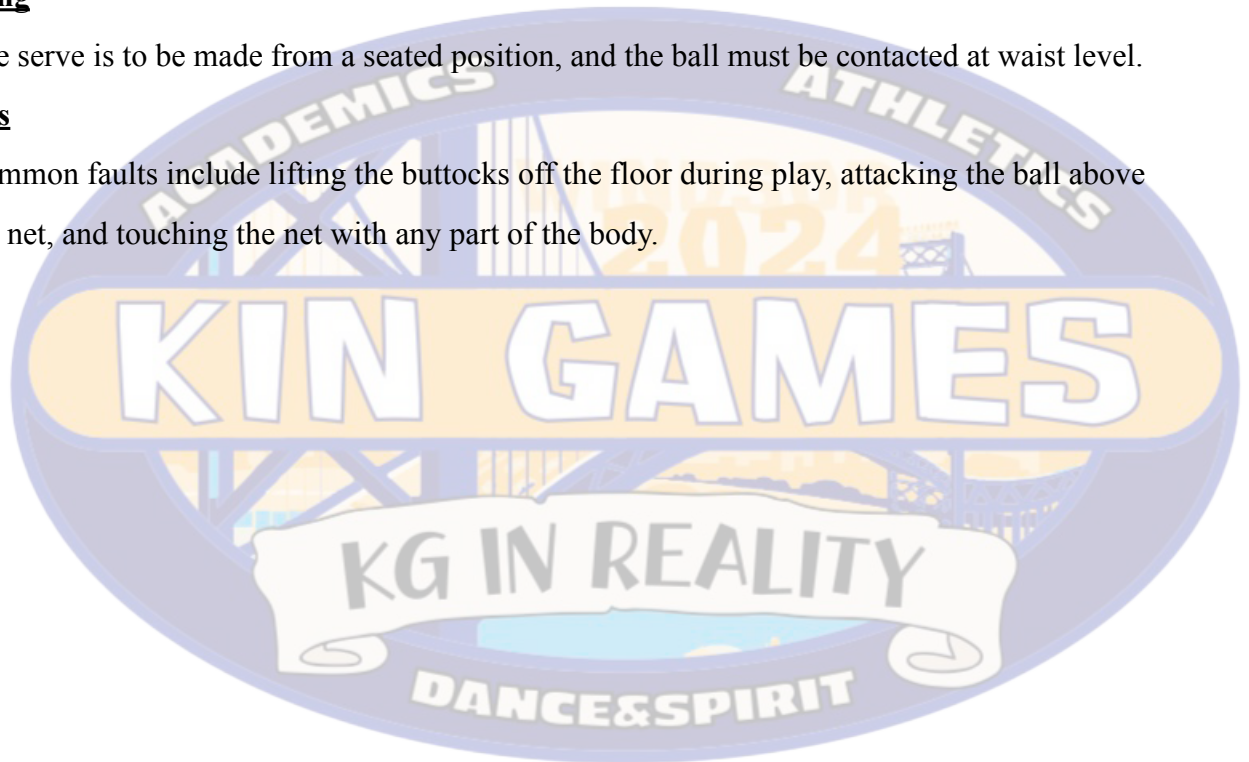 ng
e serve is to be made from a seated position, and the ball must be contacted at waist level.
s
mmon faults include lifting the buttocks off the floor during play, attacking the ball above
net, and touching the net with any part of the body.
ACADEMICS
ATHLETICS
WINDSOR
2024
KIN GAMES
KG IN REALITY
DANCE&SPIRIT